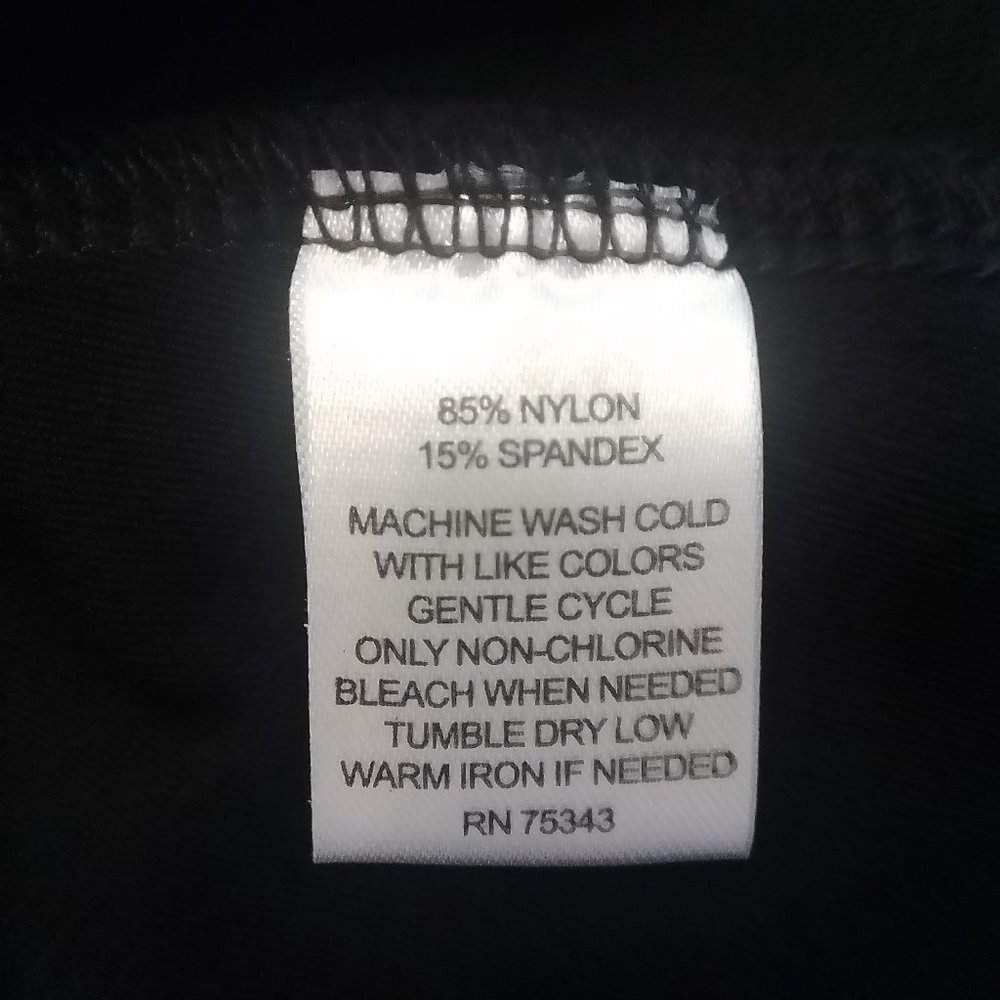 85% NYLON
15% SPANDEX
MACHINE WASH COLD
WITH LIKE COLORS
GENTLE CYCLE
ONLY NON-CHLORINE
BLEACH WHEN NEEDED
TUMBLE DRY LOW
WARM IRON IF NEEDED
RN 75343